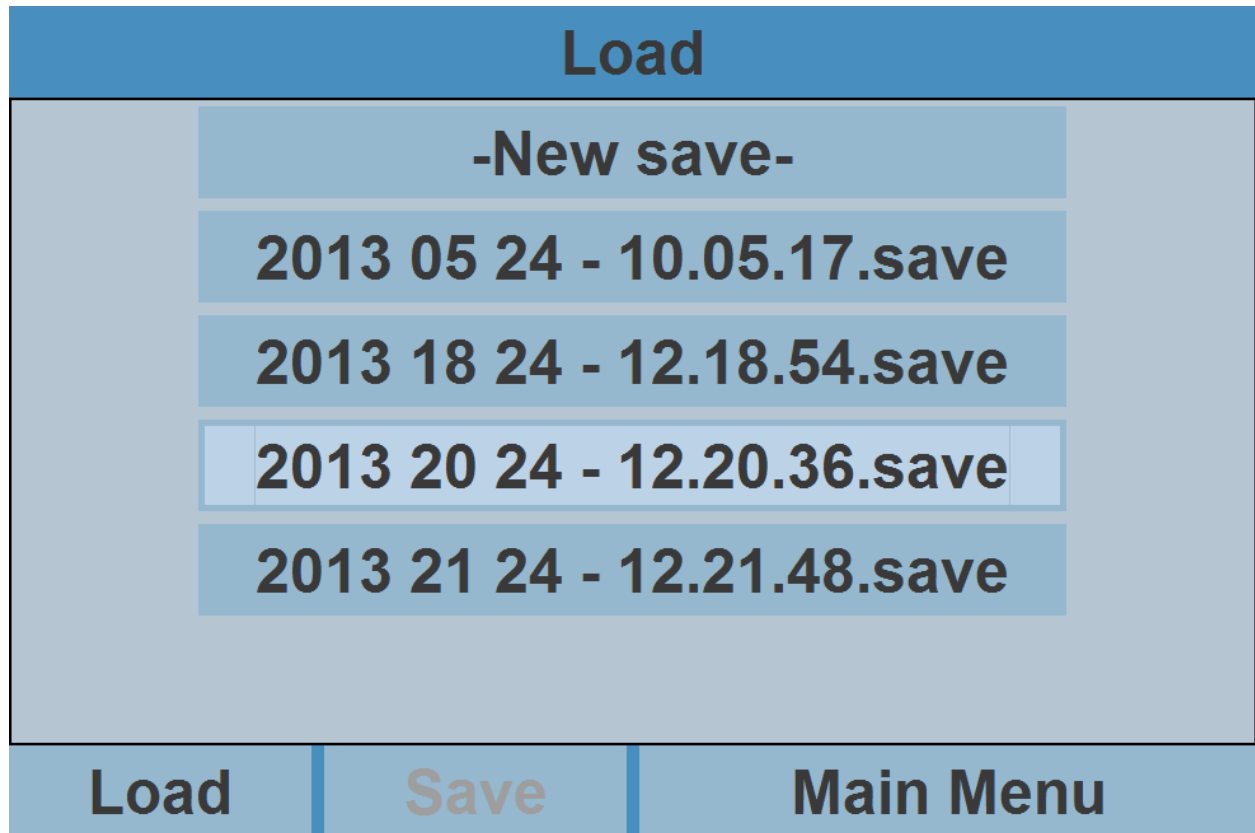 Load
-New save-
2013 05 24 - 10.05.17.save
2013 18 24 - 12.18.54.save
2013 20 24 - 12.20.36.save
2013 21 24 - 12.21.48.save
Load Save Main Menu